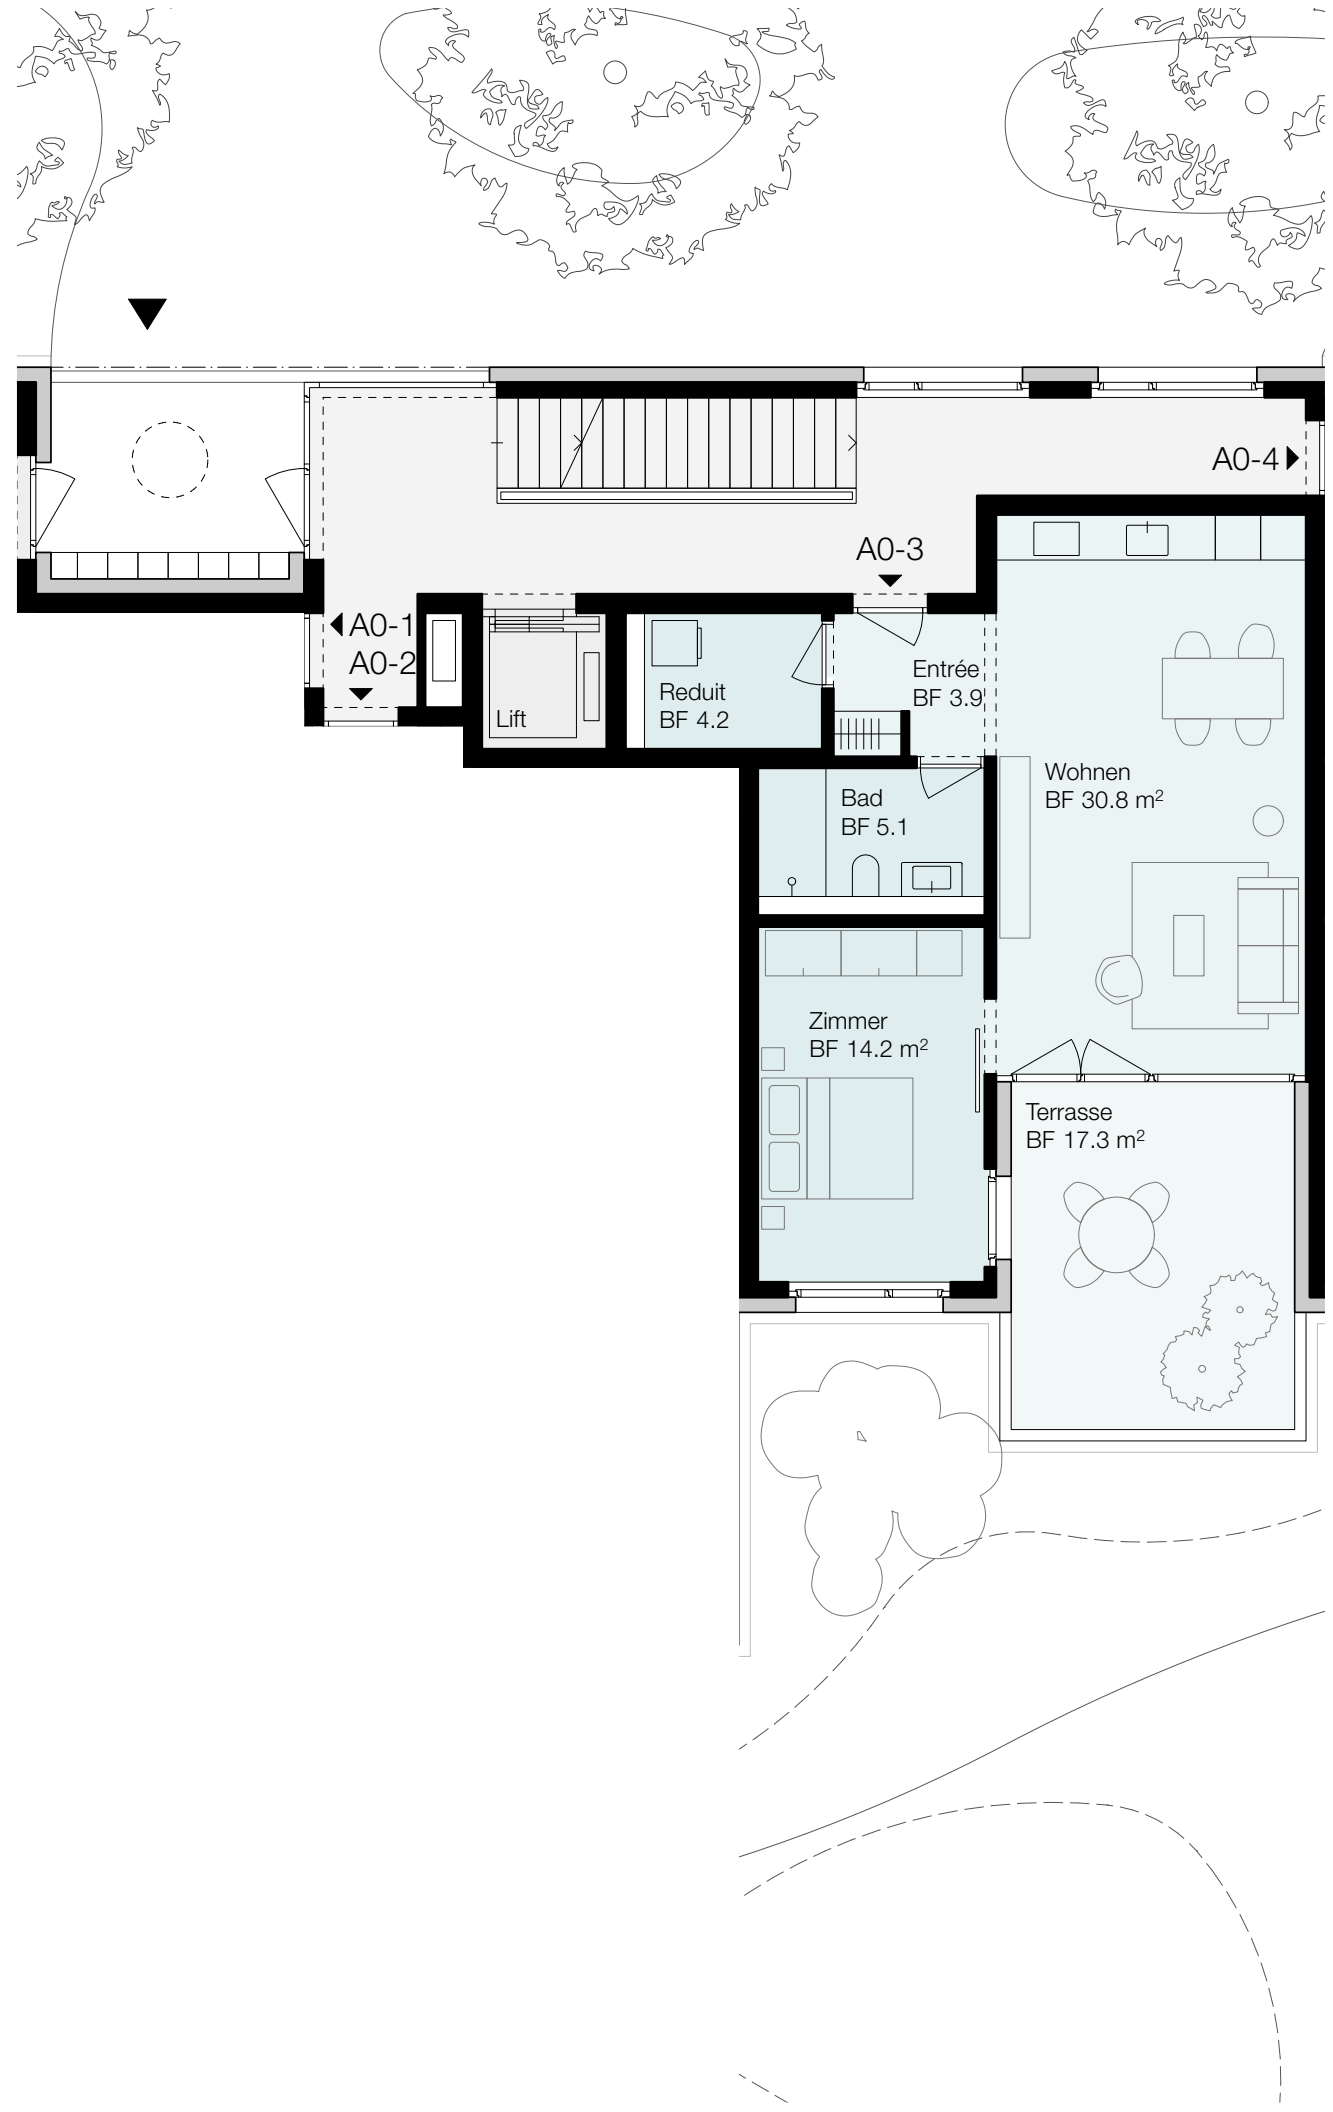 A0-4
A0-3
A0-1
A0-2
Lift
Reduit
BF 4.2
Entrée
BF 3.9
Wohnen
BF 30.8 m²
Bad
BF 5.1
Zimmer
BF 14.2 m²
Terrasse
BF 17.3 m²